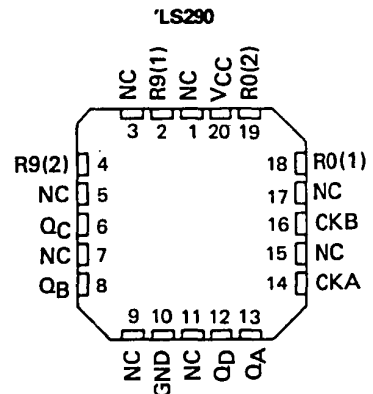 'LS290
NC R9(1) NC VCC R0(2)
3 2 1 20 19
R9(2) 4 18 R0(1)
NC 5 17 NC
QC 6 16 CKB
NC 7 15 NC
QB 8 14 CKA
9 10 11 12 13
NC GND NC QD QA